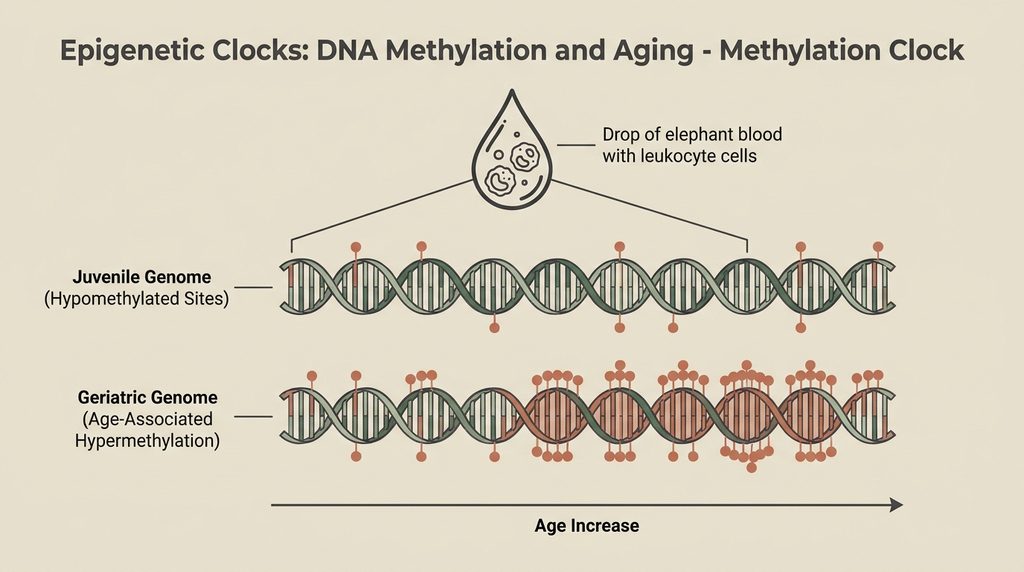 Epigenetic Clocks: DNA Methylation and Aging - Methylation Clock
Drop of elephant blood
with leukocyte cells
Juvenile Genome
(Hypomethylated Sites)
Geriatric Genome
(Age-Associated
Hypermethylation)
Age Increase